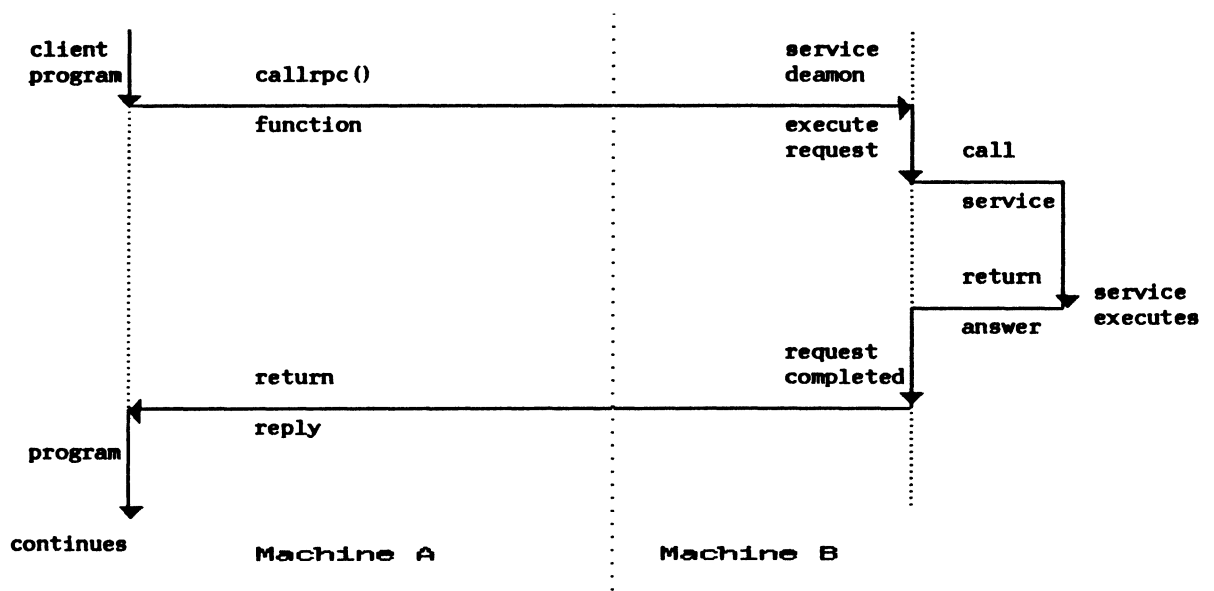 client
program
callrpc()
function
service
deamon
execute
request
call
service
return
answer
service
executes
request
completed
return
reply
program
continues
Machine A
Machine B